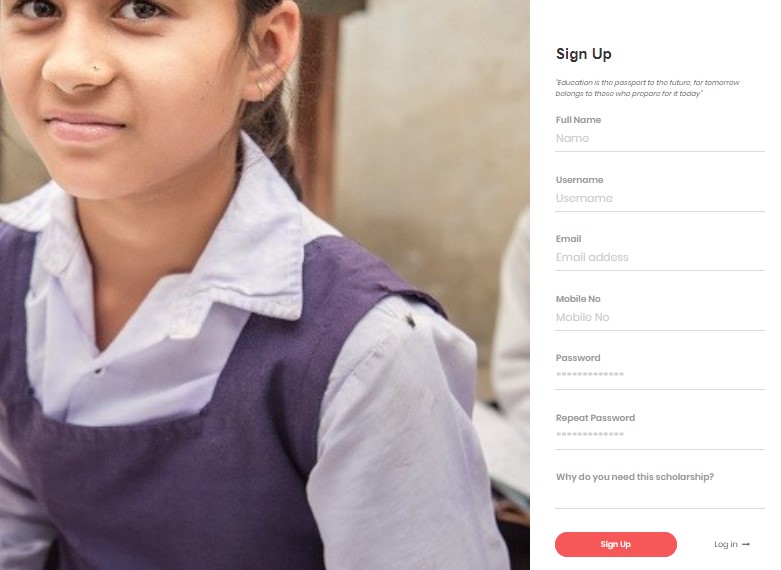 Sign Up
"Education is the passport to the future, for tomorrow
belongs to those who prepare for it today"
Full Name
Name
Username
Username
Email
Email addess
Mobile No
Mobile No
Password
*************
Repeat Password
*************
Why do you need this scholarship?
Sign Up
Log in →